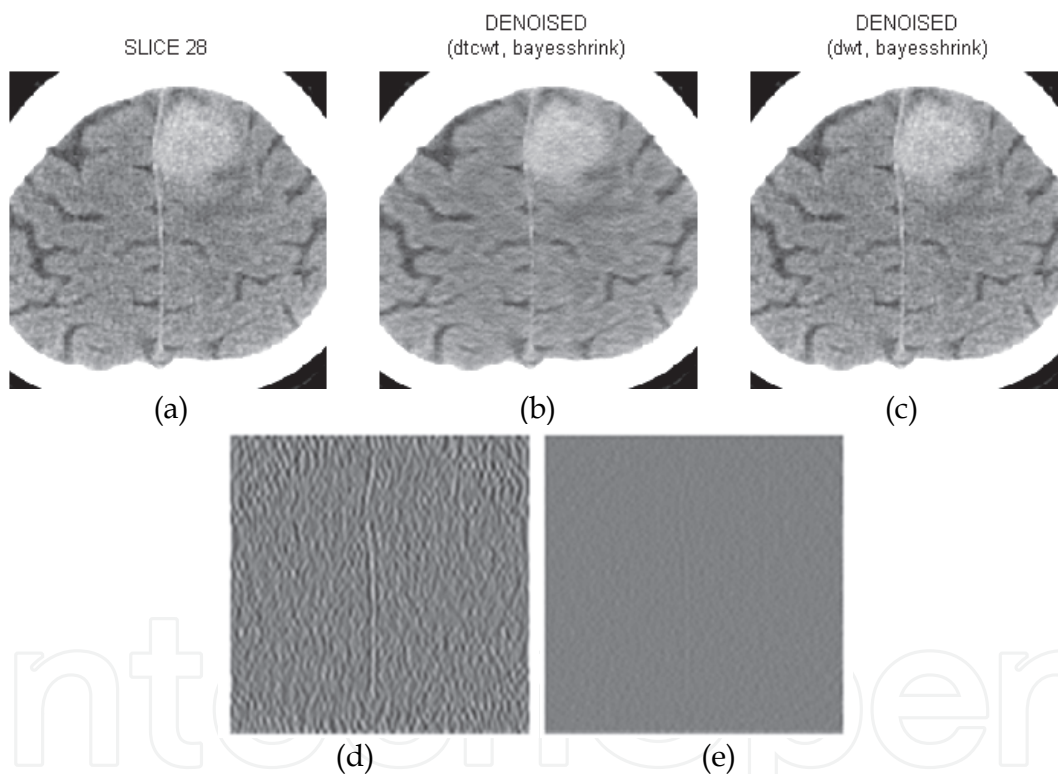 SLICE 28
DENOISED
(dtcwt, bayesshrink)
DENOISED
(dwt, bayesshrink)
(a)
(b)
(c)
(d)
(e)